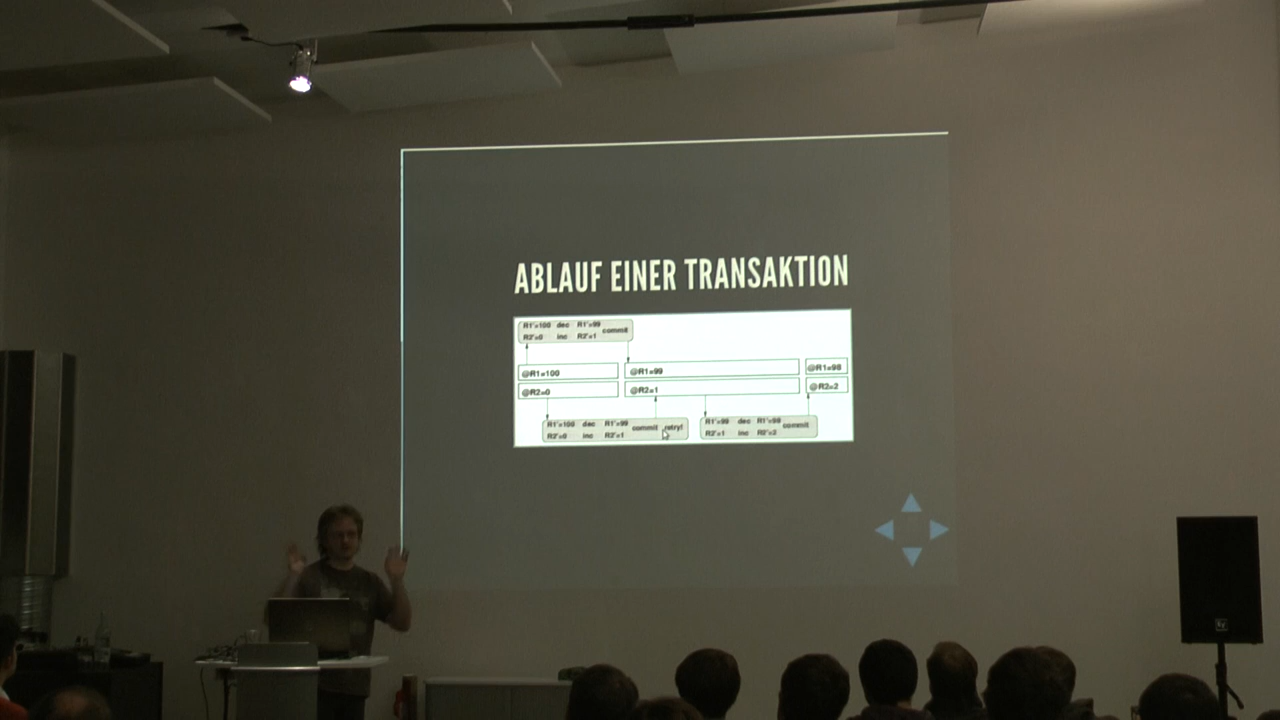 ABLAUF EINER TRANSAKTION
R1'=100 dec R1'=99
R2'=0 inc R2'=1
commit
@R1=100
@R1=99
@R1=98
@R2=0
@R2=1
@R2=2
R1'=100 dec R1'=99
R2'=0 inc R2'=1
commit retry!
R1'=99 dec R1'=98
R2'=1 inc R2'=2
commit
EV